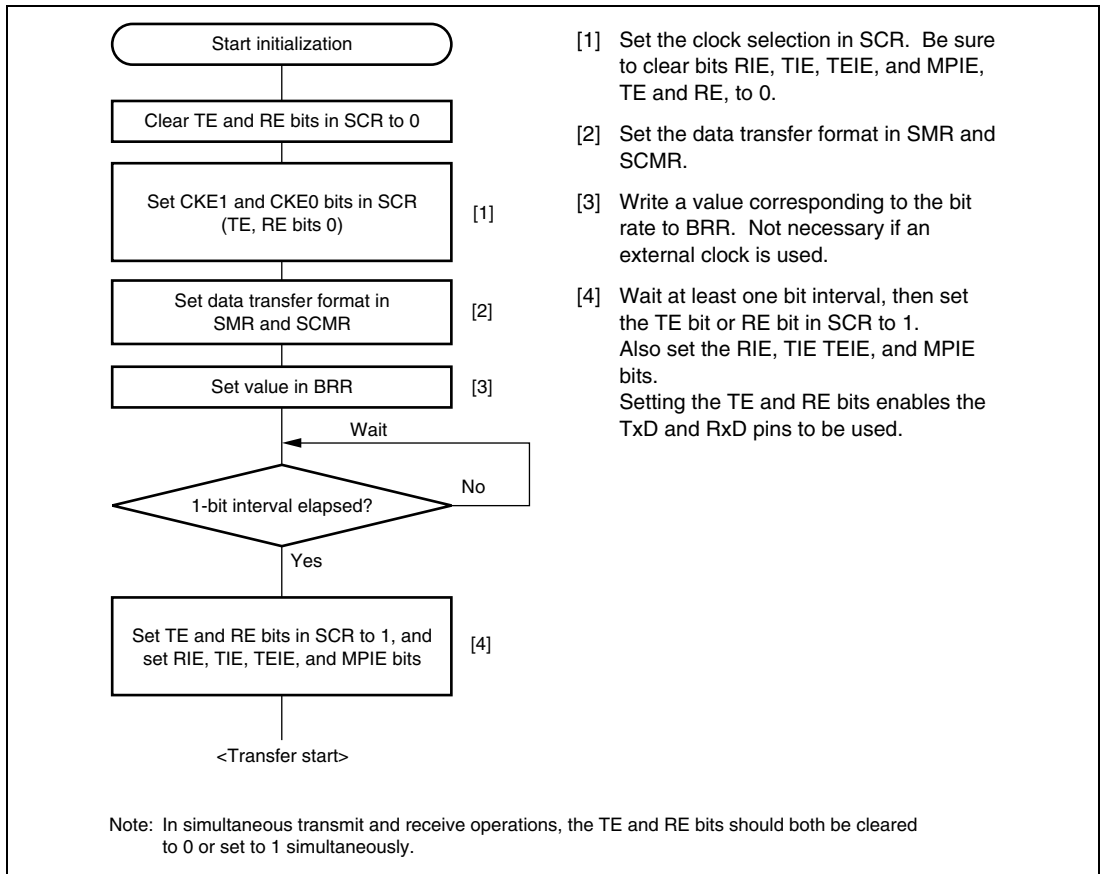 Start initialization
Clear TE and RE bits in SCR to 0
Set CKE1 and CKE0 bits in SCR
(TE, RE bits 0)
[1]
Set data transfer format in
SMR and SCMR
[2]
Set value in BRR
[3]
Wait
No
1-bit interval elapsed?
Yes
Set TE and RE bits in SCR to 1, and
set RIE, TIE, TEIE, and MPIE bits
[4]
<Transfer start>
[1] Set the clock selection in SCR. Be sure
to clear bits RIE, TIE, TEIE, and MPIE,
TE and RE, to 0.
[2] Set the data transfer format in SMR and
SCMR.
[3] Write a value corresponding to the bit
rate to BRR. Not necessary if an
external clock is used.
[4] Wait at least one bit interval, then set
the TE bit or RE bit in SCR to 1.
Also set the RIE, TIE TEIE, and MPIE
bits.
Setting the TE and RE bits enables the
TxD and RxD pins to be used.
Note: In simultaneous transmit and receive operations, the TE and RE bits should both be cleared
to 0 or set to 1 simultaneously.